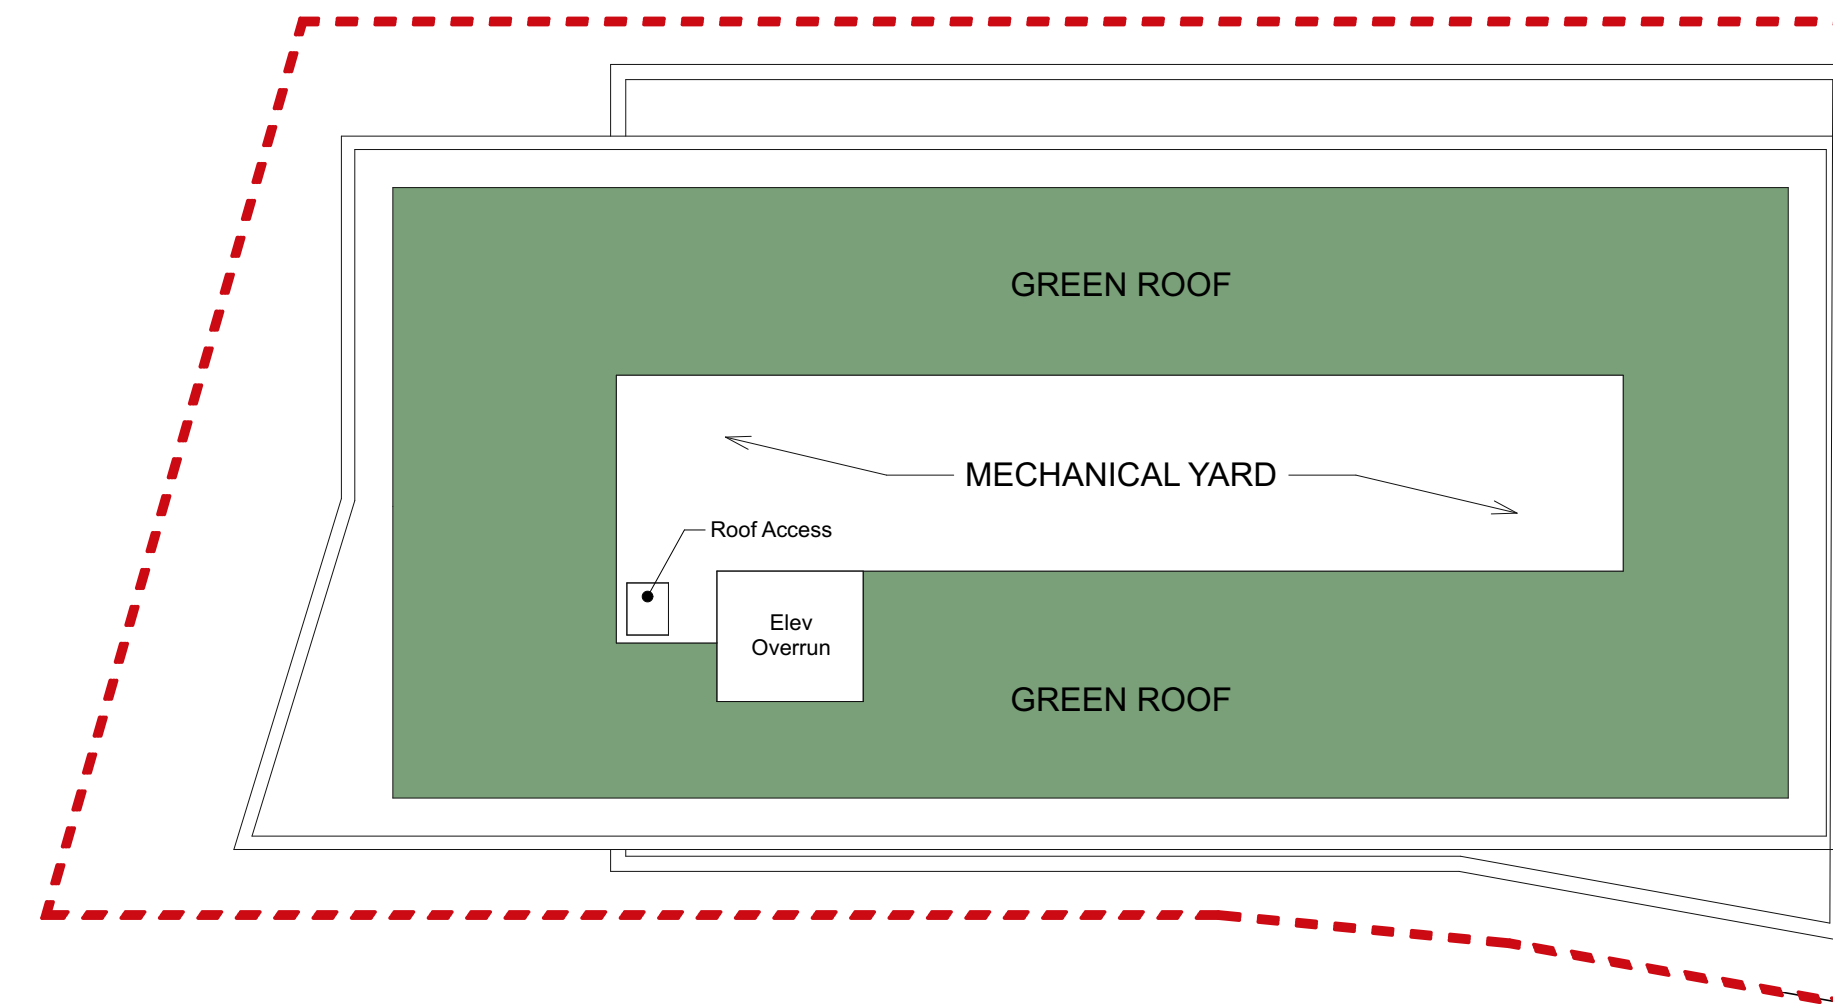 GREEN ROOF
MECHANICAL YARD
Roof Access
Elev
Overrun
GREEN ROOF